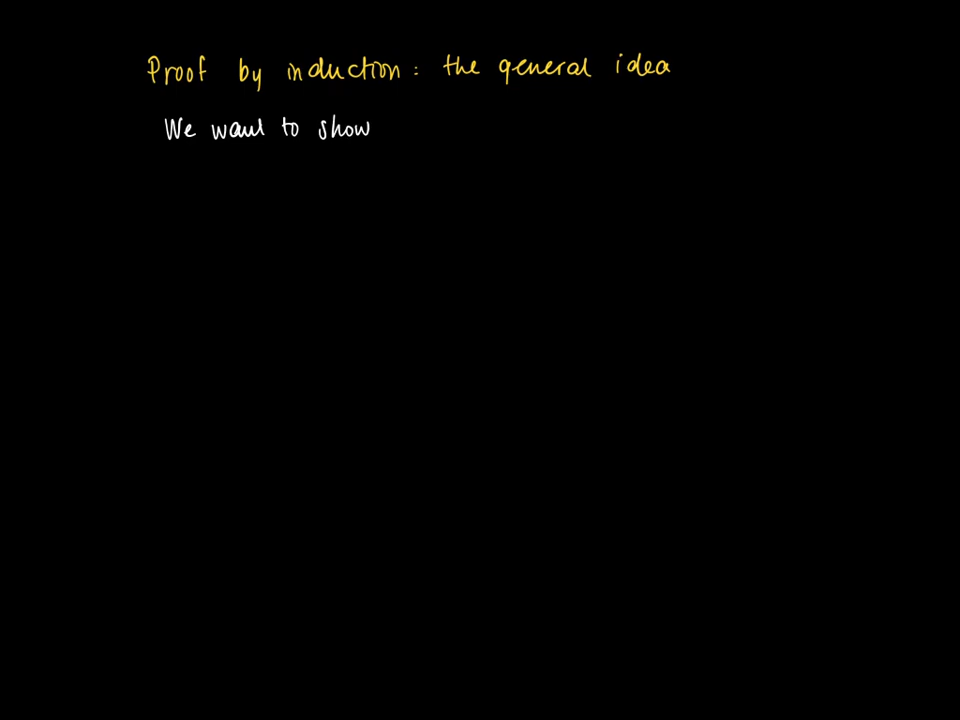 Proof by induction : the general idea
We want to show